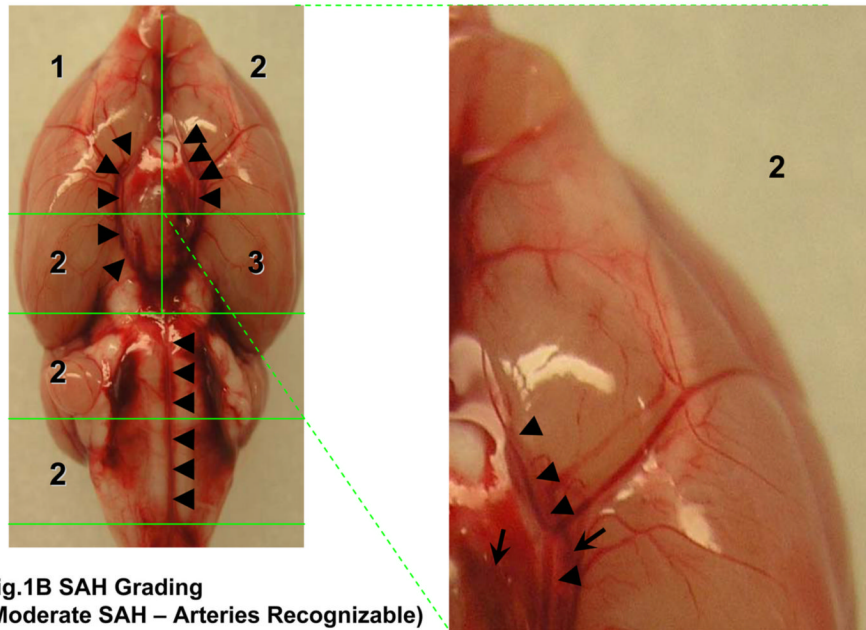 1 2
2
2 3
2
2
ig.1B SAH Grading
Moderate SAH – Arteries Recognizable)